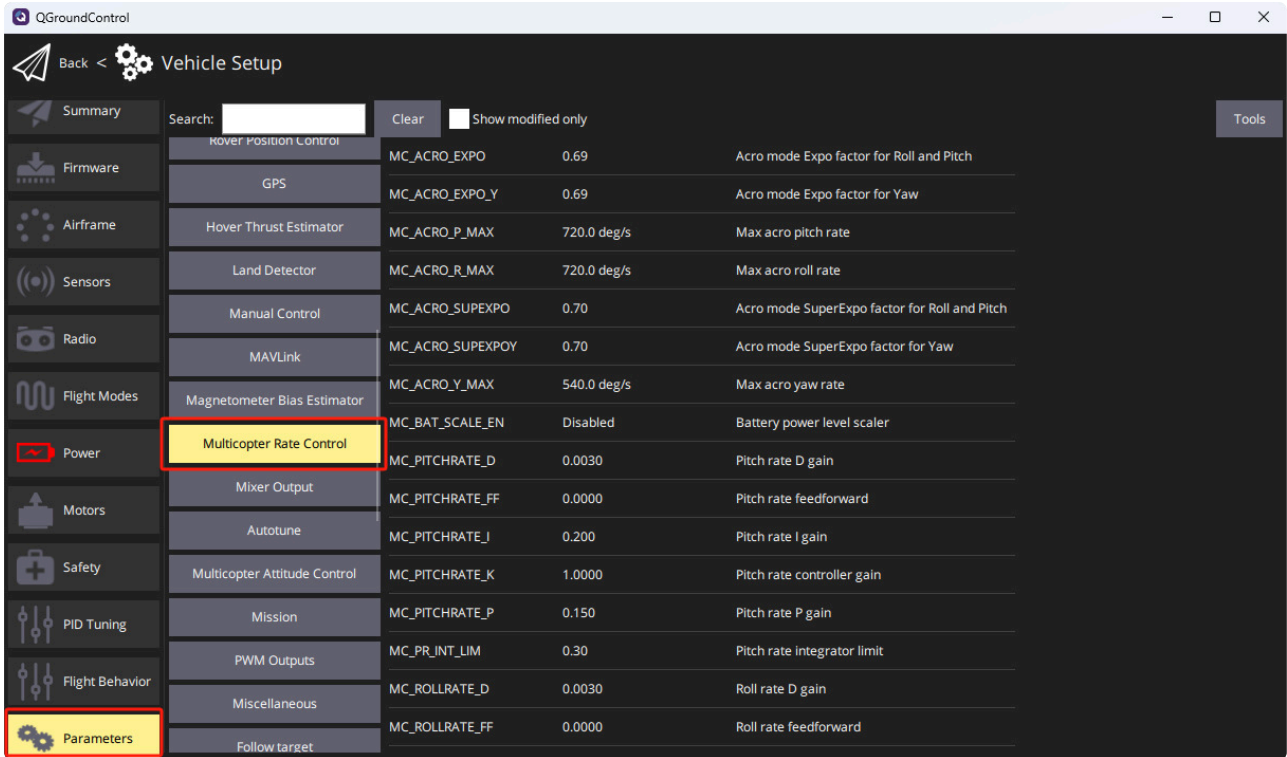 QGroundControl
Back < Vehicle Setup
Summary
Firmware
Airframe
Sensors
Radio
Flight Modes
Power
Motors
Safety
PID Tuning
Flight Behavior
Parameters
Search: Clear Show modified only Tools
Rover Position Control
GPS
Hover Thrust Estimator
Land Detector
Manual Control
MAVLink
Magnetometer Bias Estimator
Multicopter Rate Control
Mixer Output
Autotune
Multicopter Attitude Control
Mission
PWM Outputs
Miscellaneous
Follow target
MC_ACRO_EXPO 0.69 Acro mode Expo factor for Roll and Pitch
MC_ACRO_EXPO_Y 0.69 Acro mode Expo factor for Yaw
MC_ACRO_P_MAX 720.0 deg/s Max acro pitch rate
MC_ACRO_R_MAX 720.0 deg/s Max acro roll rate
MC_ACRO_SUPEXPO 0.70 Acro mode SuperExpo factor for Roll and Pitch
MC_ACRO_SUPEXPOY 0.70 Acro mode SuperExpo factor for Yaw
MC_ACRO_Y_MAX 540.0 deg/s Max acro yaw rate
MC_BAT_SCALE_EN Disabled Battery power level scaler
MC_PITCHRATE_D 0.0030 Pitch rate D gain
MC_PITCHRATE_FF 0.0000 Pitch rate feedforward
MC_PITCHRATE_I 0.200 Pitch rate I gain
MC_PITCHRATE_K 1.0000 Pitch rate controller gain
MC_PITCHRATE_P 0.150 Pitch rate P gain
MC_PR_INT_LIM 0.30 Pitch rate integrator limit
MC_ROLLRATE_D 0.0030 Roll rate D gain
MC_ROLLRATE_FF 0.0000 Roll rate feedforward